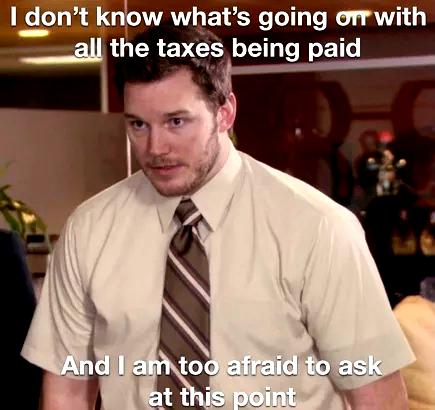 I don't know what's going on with
all the taxes being paid
And I am too afraid to ask
at this point